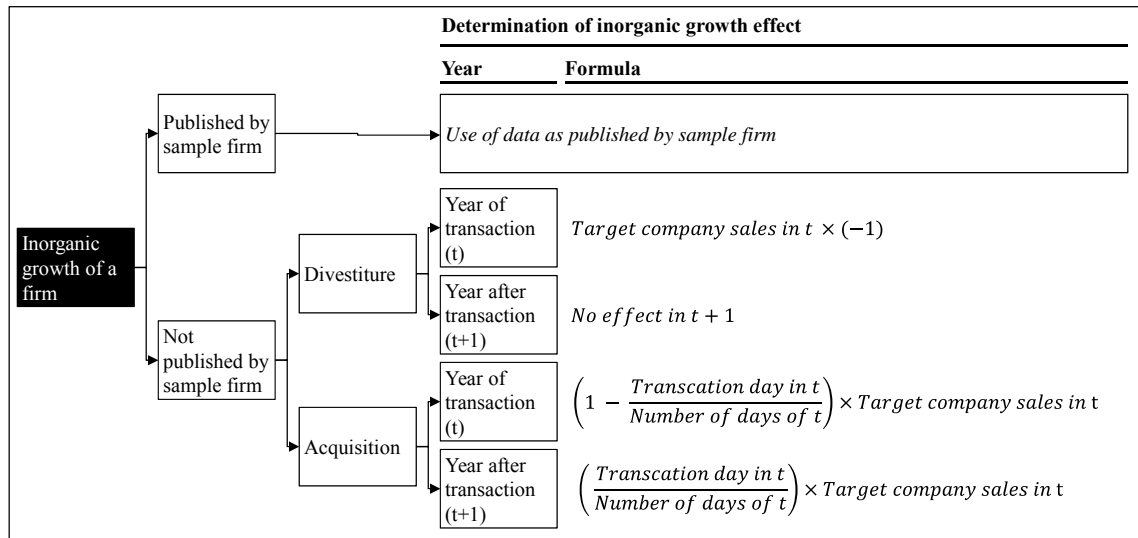 Determination of inorganic growth effect
Year Formula
Published by
sample firm
Use of data as published by sample firm
Inorganic
growth of a
firm
Not
published by
sample firm
Divestiture
Year of
transaction
(t)
Target company sales in t × (−1)
Year after
transaction
(t+1)
No effect in t + 1
Acquisition
Year of
transaction
(t)
(1 − Transcation day in t / Number of days of t) × Target company sales in t
Year after
transaction
(t+1)
(Transcation day in t / Number of days of t) × Target company sales in t